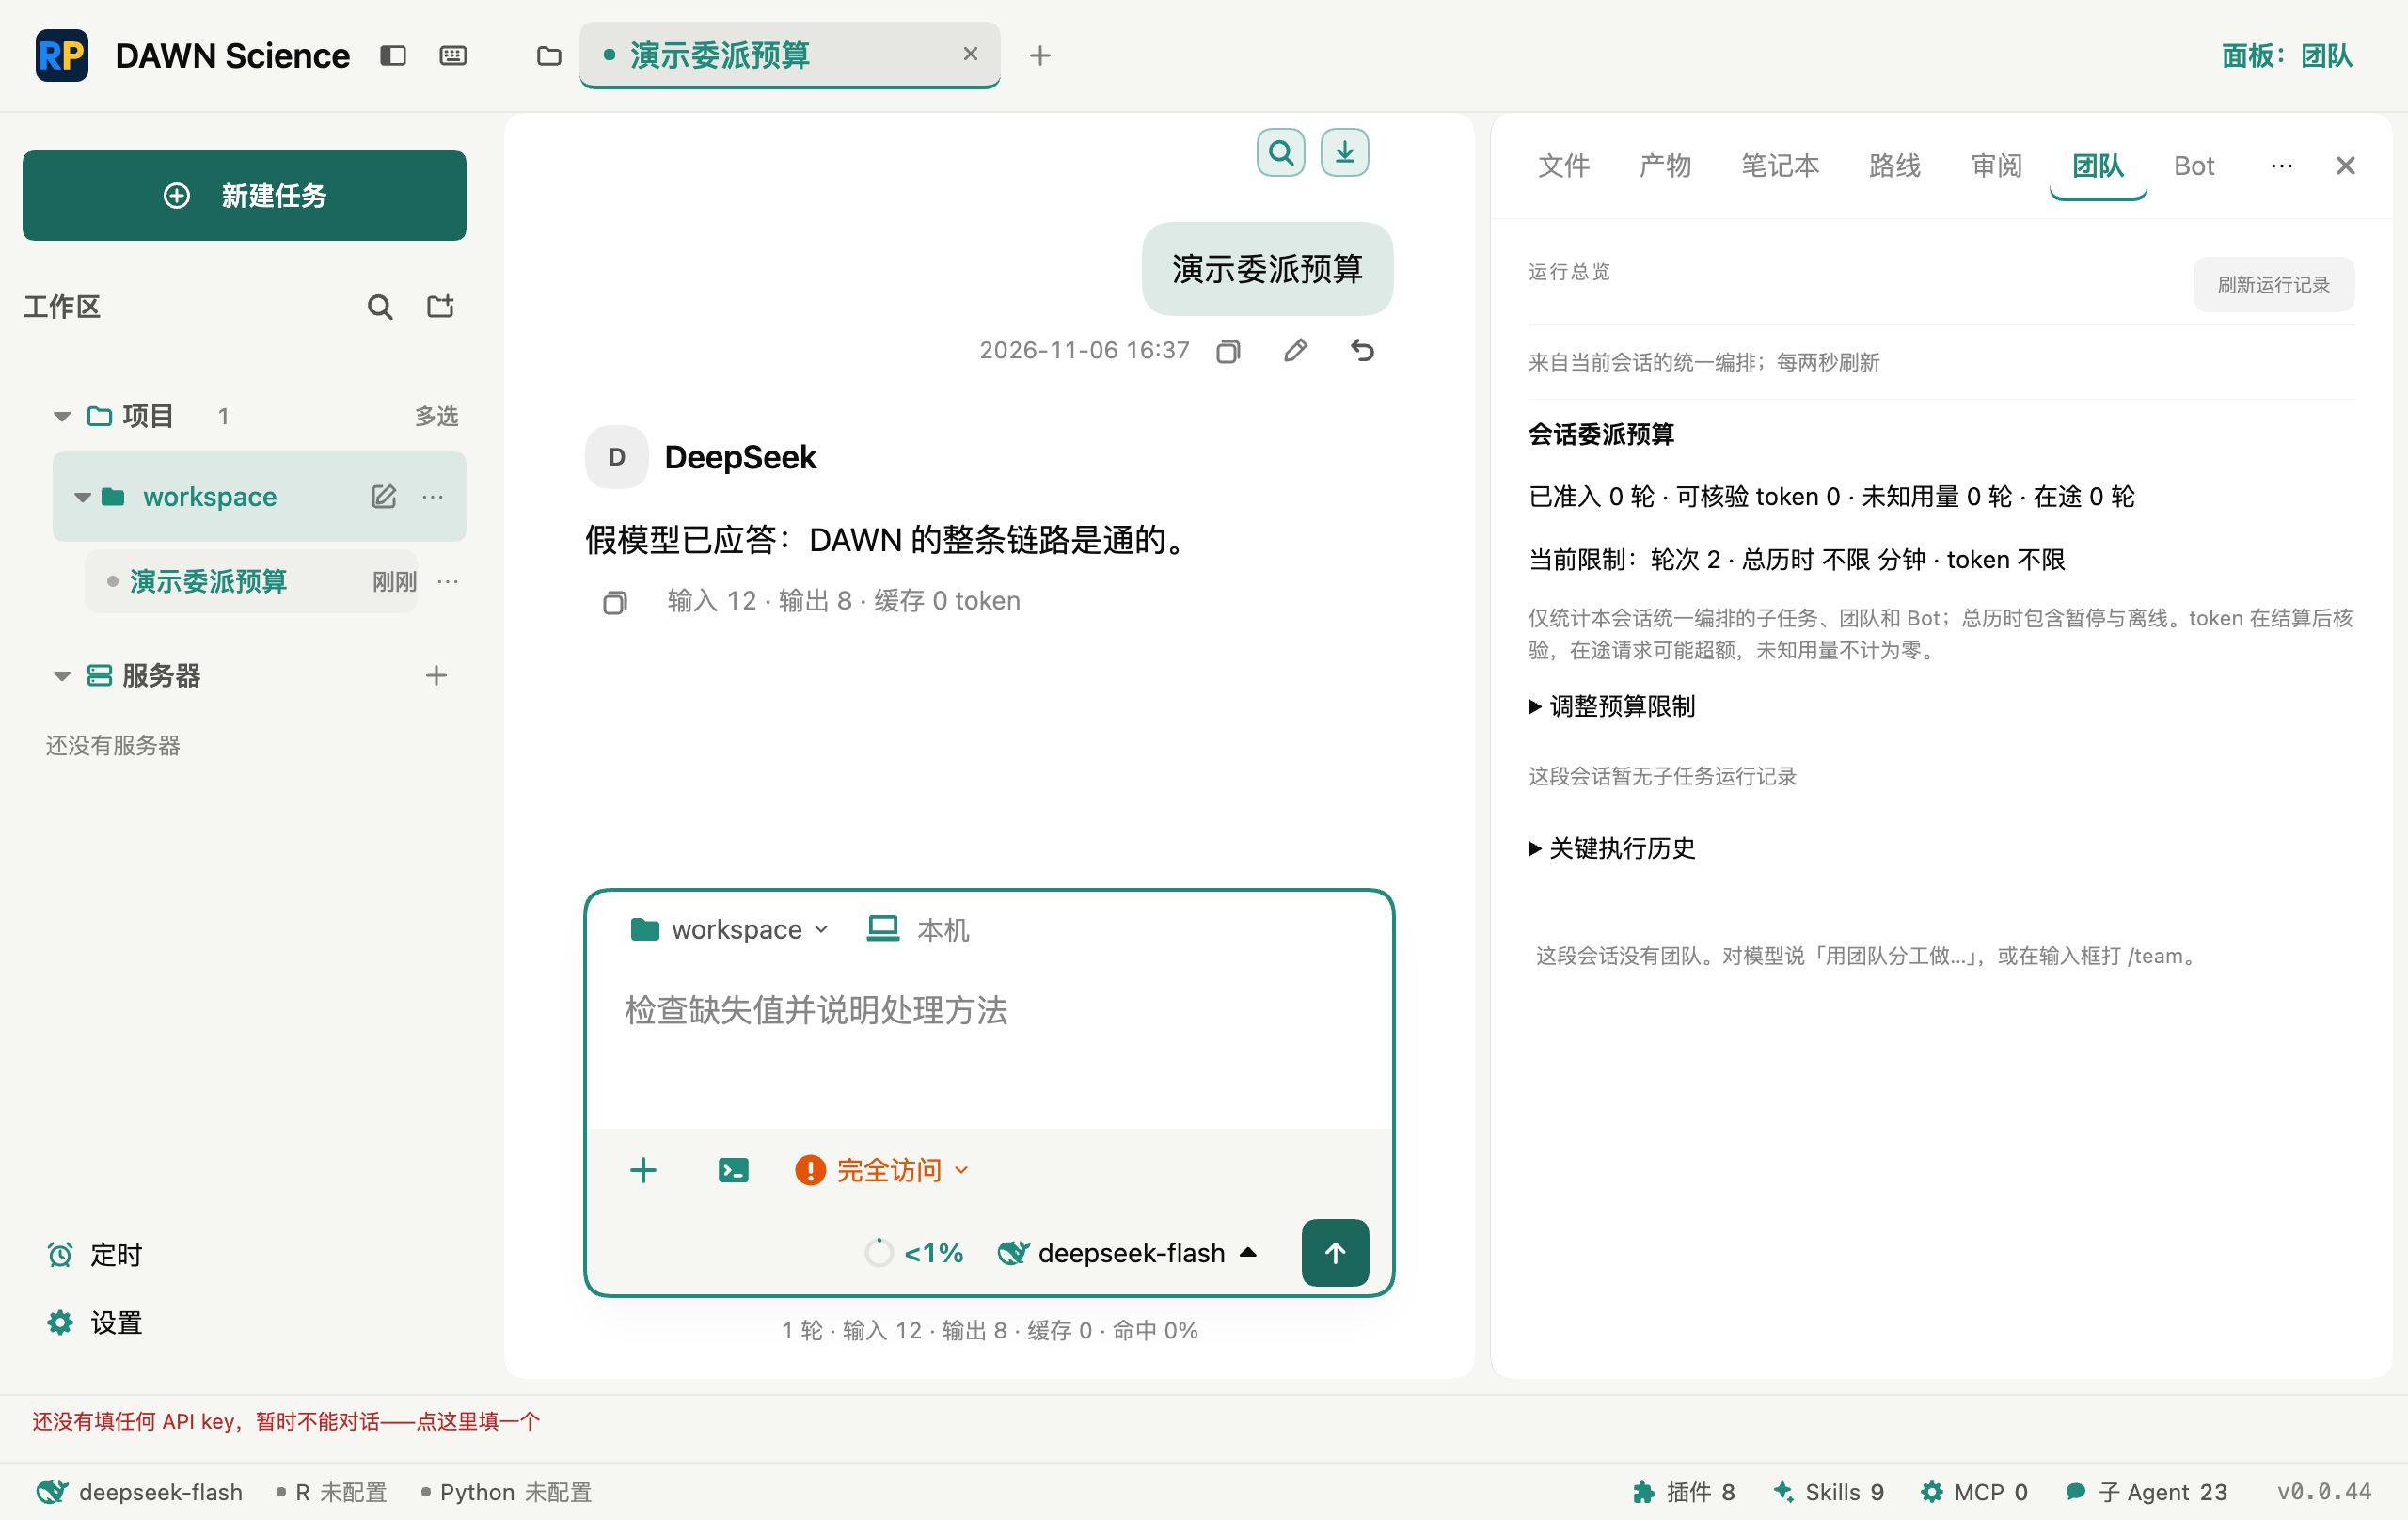 RP DAWN Science
演示委派预算
面板：团队
新建任务
工作区
项目 1 多选
workspace
演示委派预算 刚刚
服务器
还没有服务器
定时
设置
演示委派预算
2026-11-06 16:37
D DeepSeek
假模型已应答：DAWN 的整条链路是通的。
输入 12 · 输出 8 · 缓存 0 token
workspace 本机
检查缺失值并说明处理方法
完全访问
<1% deepseek-flash
1 轮 · 输入 12 · 输出 8 · 缓存 0 · 命中 0%
文件 产物 笔记本 路线 审阅 团队 Bot
运行总览
刷新运行记录
来自当前会话的统一编排；每两秒刷新
会话委派预算
已准入 0 轮 · 可核验 token 0 · 未知用量 0 轮 · 在途 0 轮
当前限制：轮次 2 · 总历时 不限 分钟 · token 不限
仅统计本会话统一编排的子任务、团队和 Bot；总历时包含暂停与离线。token 在结算后核
验，在途请求可能超额，未知用量不计为零。
调整预算限制
这段会话暂无子任务运行记录
关键执行历史
这段会话没有团队。对模型说「用团队分工做…」，或在输入框打 /team。
还没有填任何 API key，暂时不能对话——点这里填一个
deepseek-flash R 未配置 Python 未配置
插件 8 Skills 9 MCP 0 子 Agent 23 v0.0.44